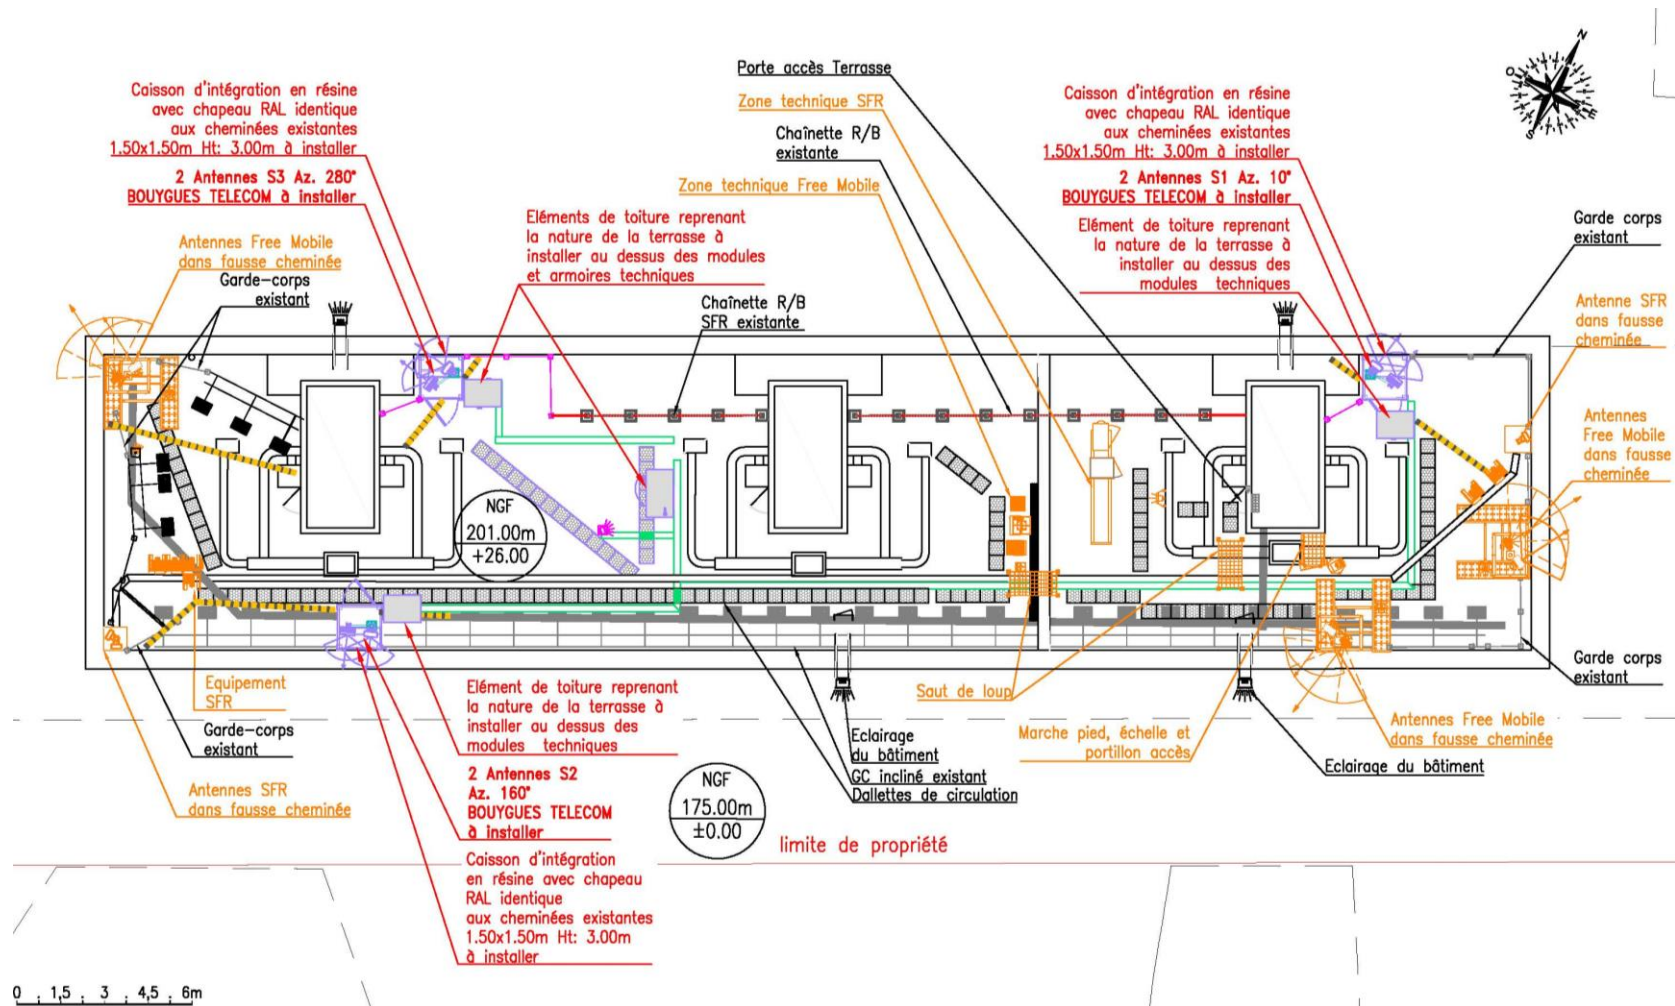 Caisson d'intégration en résine
avec chapeau RAL identique
aux cheminées existantes
1.50x1.50m Ht: 3.00m à installer
2 Antennes S3 Az. 280°
BOUYGUES TELECOM à installer
Antennes Free Mobile
dans fausse cheminée
Garde-corps
existant
Eléments de toiture reprenant
la nature de la terrasse à
installer au dessus des modules
et armoires techniques
Porte accès Terrasse
Zone technique SFR
Chaînette R/B
existante
Zone technique Free Mobile
Chaînette R/B
SFR existante
Caisson d'intégration en résine
avec chapeau RAL identique
aux cheminées existantes
1.50x1.50m Ht: 3.00m à installer
2 Antennes S1 Az. 10°
BOUYGUES TELECOM à installer
Elément de toiture reprenant
la nature de la terrasse à
installer au dessus des
modules techniques
N
O
E
S
Garde corps
existant
Antenne SFR
dans fausse
cheminée
Antennes
Free Mobile
dans fausse
cheminée
NGF
201.00m
+26.00
Equipement
SFR
Garde-corps
existant
Antennes SFR
dans fausse cheminée
Elément de toiture reprenant
la nature de la terrasse à
installer au dessus des
modules techniques
2 Antennes S2
Az. 160°
BOUYGUES TELECOM
à installer
Caisson d'intégration
en résine avec chapeau
RAL identique
aux cheminées existantes
1.50x1.50m Ht: 3.00m
à installer
NGF
175.00m
±0.00
limite de propriété
Eclairage
du bâtiment
GC incliné existant
Dallettes de circulation
Saut de loup
Marche pied, échelle et
portillon accès
Antennes Free Mobile
dans fausse cheminée
Eclairage du bâtiment
Garde corps
existant
0 1,5 3 4,5 6m